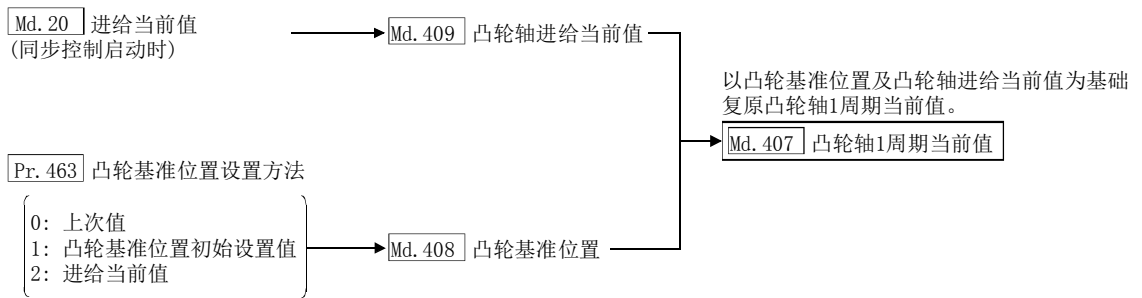 Md.20 进给当前值
(同步控制启动时)
Md.409 凸轮轴进给当前值
以凸轮基准位置及凸轮轴进给当前值为基础
复原凸轮轴1周期当前值。
Md.407 凸轮轴1周期当前值
Pr.463 凸轮基准位置设置方法
0: 上次值
1: 凸轮基准位置初始设置值
2: 进给当前值
Md.408 凸轮基准位置